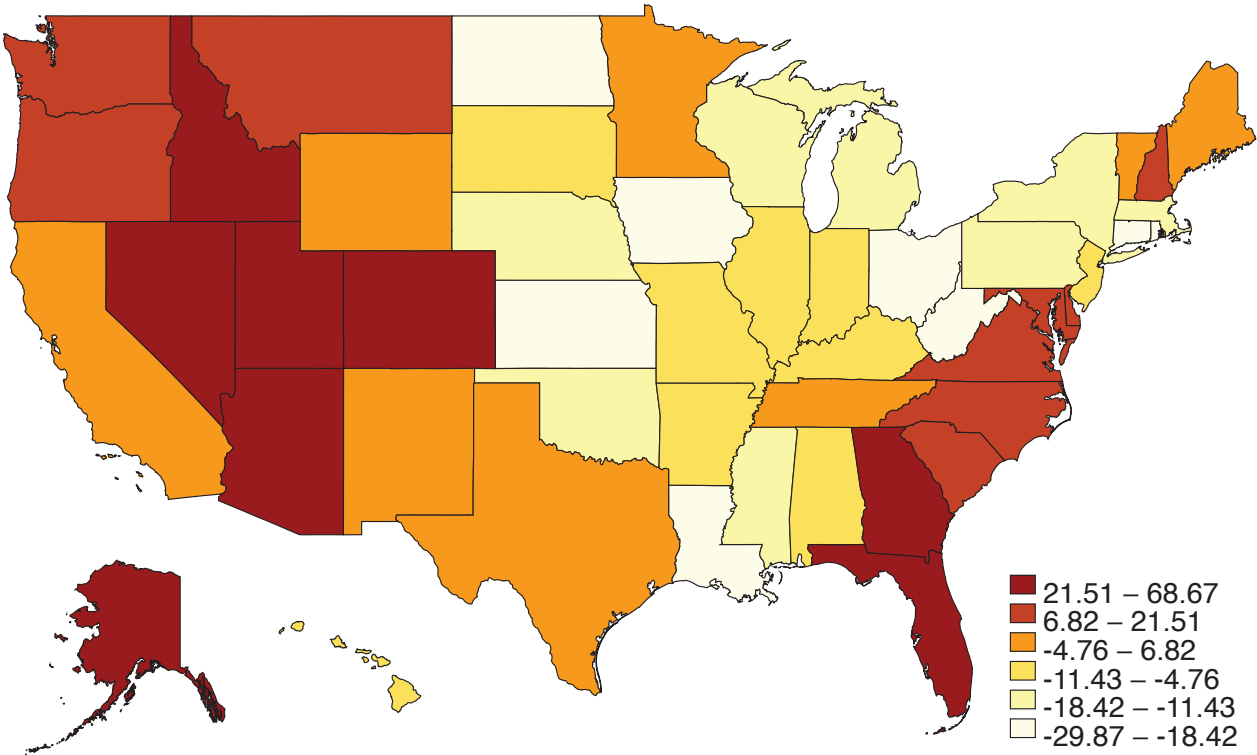 21.51 – 68.67
6.82 – 21.51
-4.76 – 6.82
-11.43 – -4.76
-18.42 – -11.43
-29.87 – -18.42